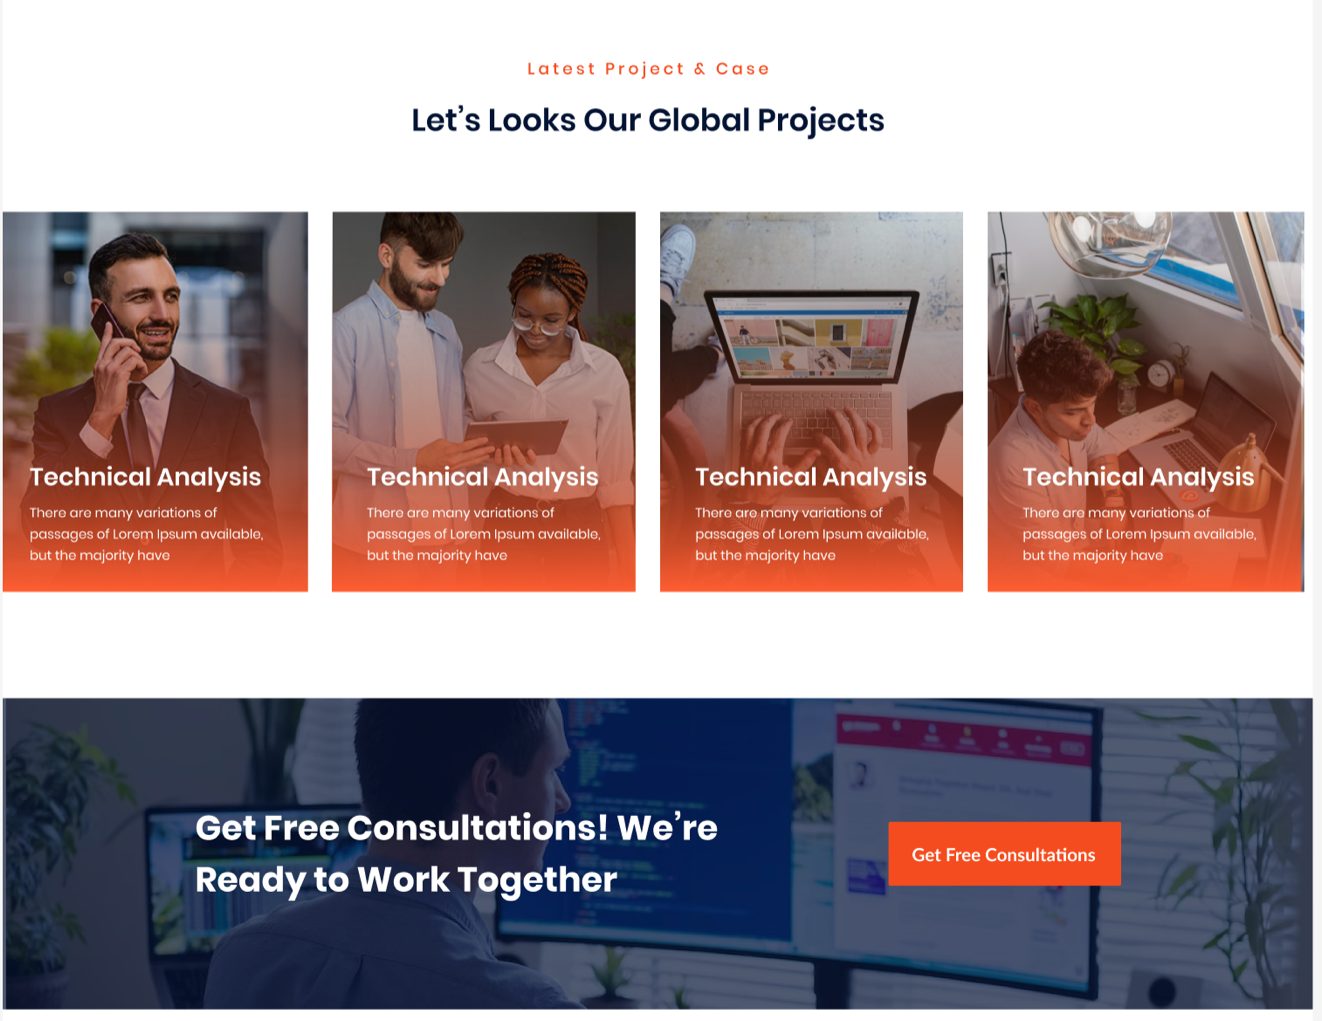 Latest Project & Case
Let’s Looks Our Global Projects
Technical Analysis
There are many variations of
passages of Lorem Ipsum available,
but the majority have
Technical Analysis
There are many variations of
passages of Lorem Ipsum available,
but the majority have
Technical Analysis
There are many variations of
passages of Lorem Ipsum available,
but the majority have
Technical Analysis
There are many variations of
passages of Lorem Ipsum available,
but the majority have
Get Free Consultations! We’re
Ready to Work Together
Get Free Consultations